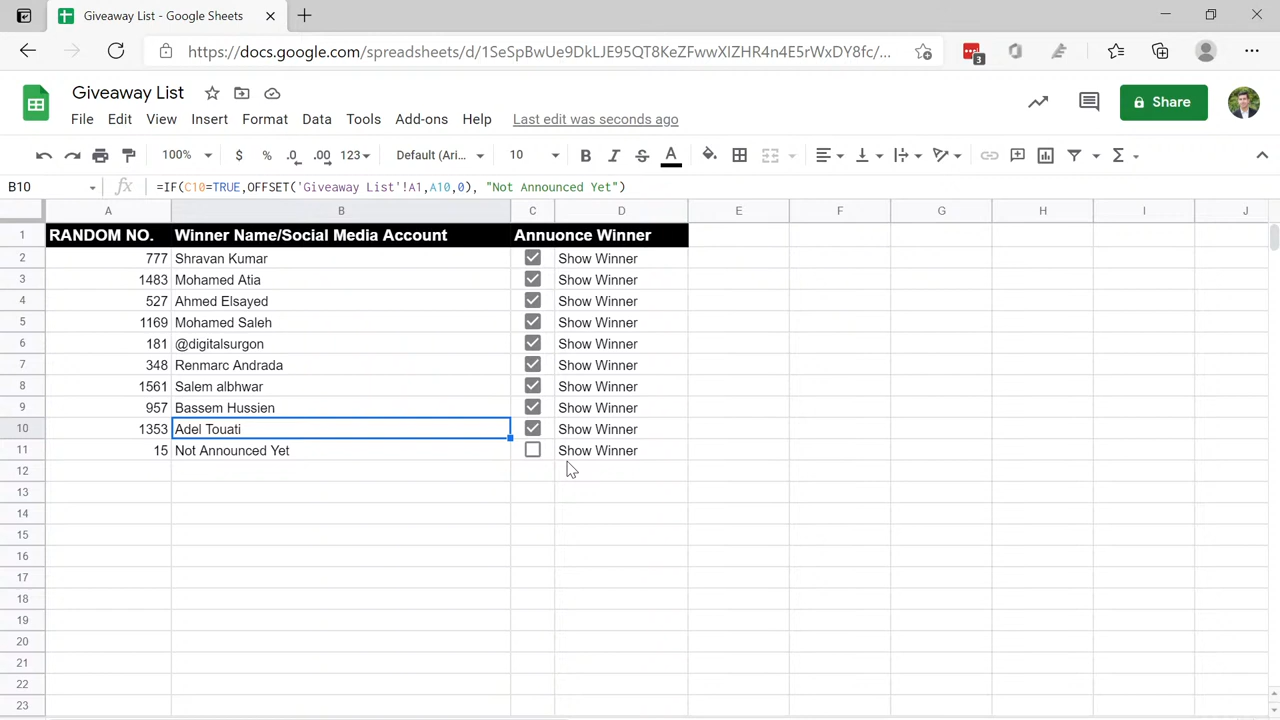 Giveaway List - Google Sheets
https://docs.google.com/spreadsheets/d/1SeSpBwUe9DkLJE95QT8KeZFwwXIZHR4n4E5rWxDY8fc/...
3
Giveaway List
Share
File Edit View Insert Format Data Tools Add-ons Help Last edit was seconds ago
100% $ % .0 .00 123 Default (Ari... 10 B I S A Σ
B10 fx =IF(C10=TRUE,OFFSET('Giveaway List'!A1,A10,0), "Not Announced Yet")
A B C D E F G H I J
1 RANDOM NO. Winner Name/Social Media Account Annuonce Winner
2 777 Shravan Kumar Show Winner
3 1483 Mohamed Atia Show Winner
4 527 Ahmed Elsayed Show Winner
5 1169 Mohamed Saleh Show Winner
6 181 @digitalsurgon Show Winner
7 348 Renmarc Andrada Show Winner
8 1561 Salem albhwar Show Winner
9 957 Bassem Hussien Show Winner
10 1353 Adel Touati Show Winner
11 15 Not Announced Yet Show Winner
12
13
14
15
16
17
18
19
20
21
22
23